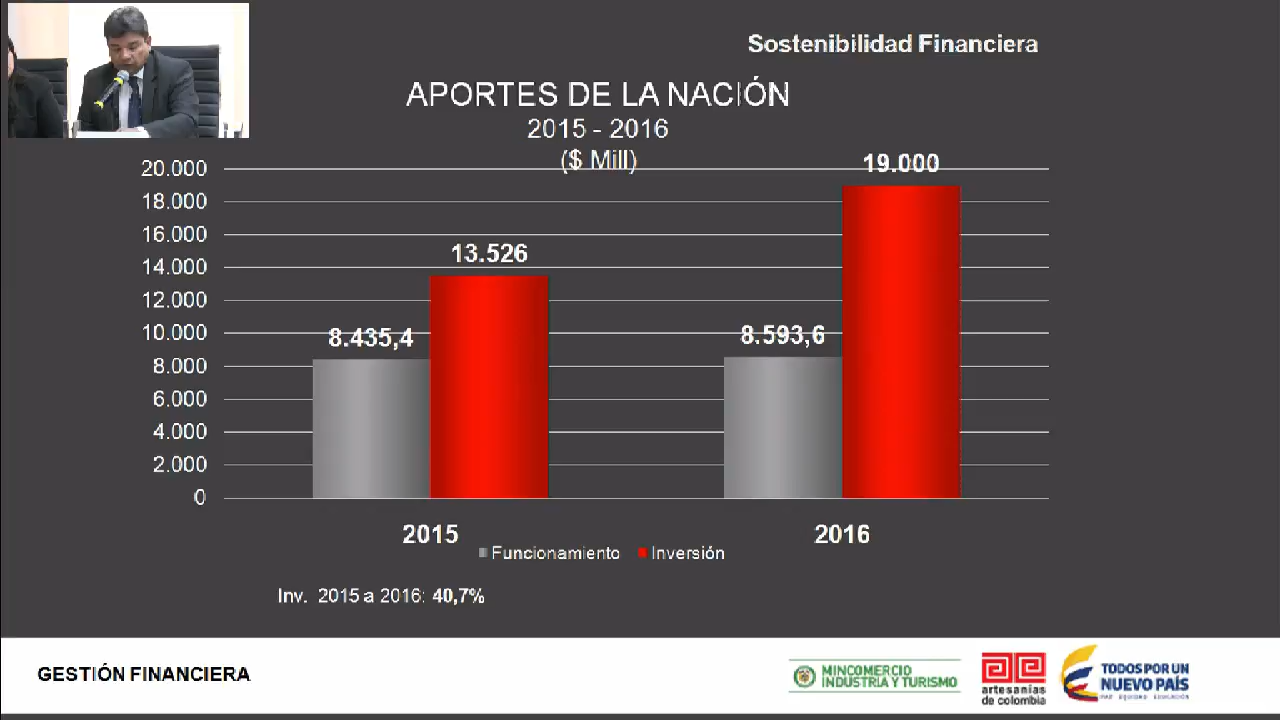 Sostenibilidad Financiera
APORTES DE LA NACIÓN
2015 - 2016
($ Mill)
20.000
18.000
16.000
14.000
12.000
10.000
8.000
6.000
4.000
2.000
0
8.435,4
13.526
8.593,6
19.000
2015
2016
Funcionamiento
Inversión
Inv. 2015 a 2016: 40,7%
GESTIÓN FINANCIERA
MINCOMERCIO
INDUSTRIA Y TURISMO
artesanías
de colombia
TODOS POR UN
NUEVO PAÍS
PAZ EQUIDAD EDUCACIÓN